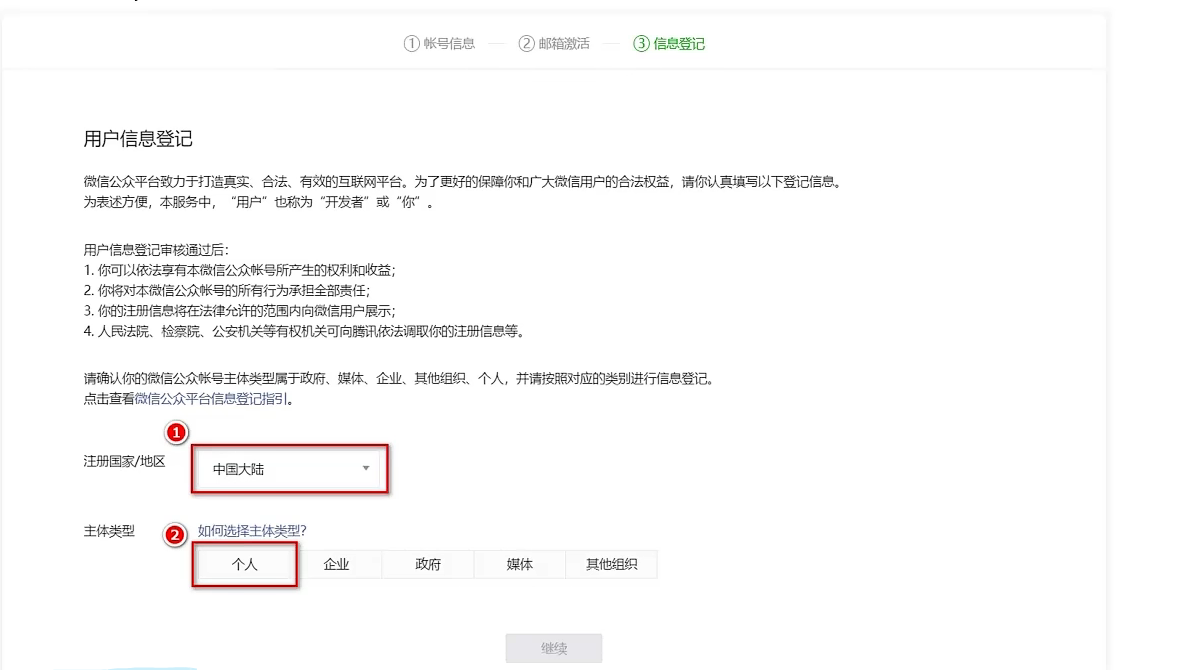 ① 帐号信息 ② 邮箱激活 ③ 信息登记
用户信息登记
微信公众平台致力于打造真实、合法、有效的互联网平台。为了更好的保障你和广大微信用户的合法权益，请你认真填写以下登记信息。
为表述方便，本服务中，“用户”也称为“开发者”或“你”。
用户信息登记审核通过后：
1. 你可以依法享有本微信公众帐号所产生的权利和收益；
2. 你将对本微信公众帐号的所有行为承担全部责任；
3. 你的注册信息将在法律允许的范围内向微信用户展示；
4. 人民法院、检察院、公安机关等有权机关可向腾讯依法调取你的注册信息等。
请确认你的微信公众帐号主体类型属于政府、媒体、企业、其他组织、个人，并请按照对应的类别进行信息登记。
点击查看微信公众平台信息登记指引。
1
注册国家/地区 中国大陆
主体类型 2 如何选择主体类型?
个人 企业 政府 媒体 其他组织
继续